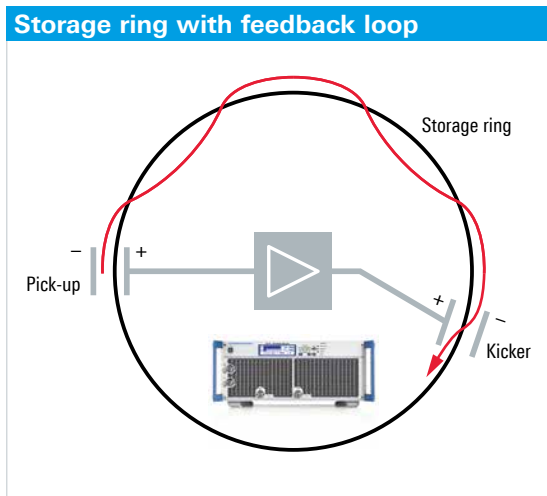 Storage ring with feedback loop
Storage ring
– +
Pick-up
+ –
Kicker